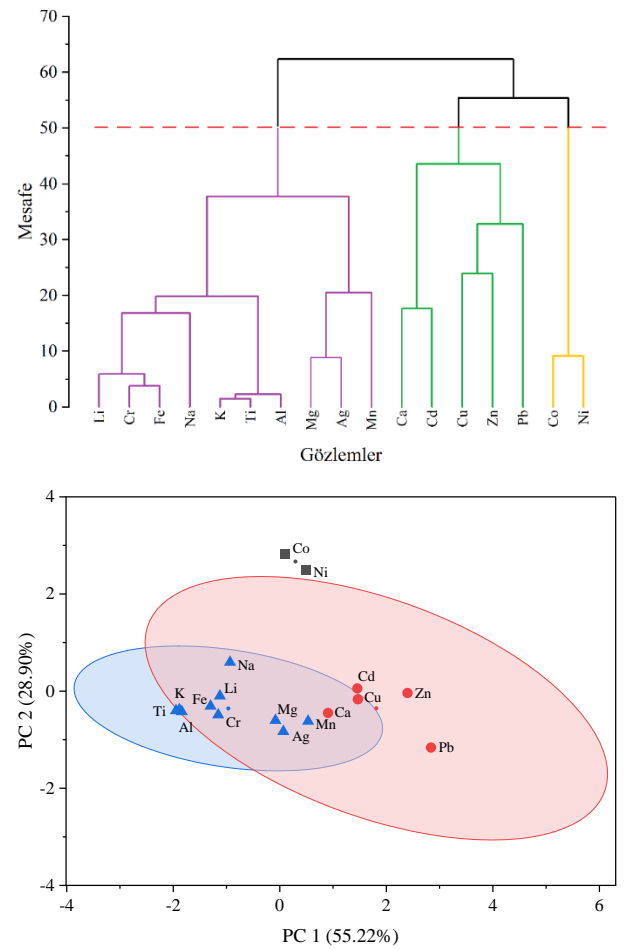 70
60
50
40
30
20
10
0
Mesafe
Li Cr Fe Na K Ti Al Mg Ag Mn Ca Cd Cu Zn Pb Co Ni
Gözlemler
4
2
0
-2
-4
PC 2 (28.90%)
Co
Ni
Na
Cd
K Fe Li Cu Zn
Ti Al Cr Mg Ag Mn Ca
Pb
-4 -2 0 2 4 6
PC 1 (55.22%)